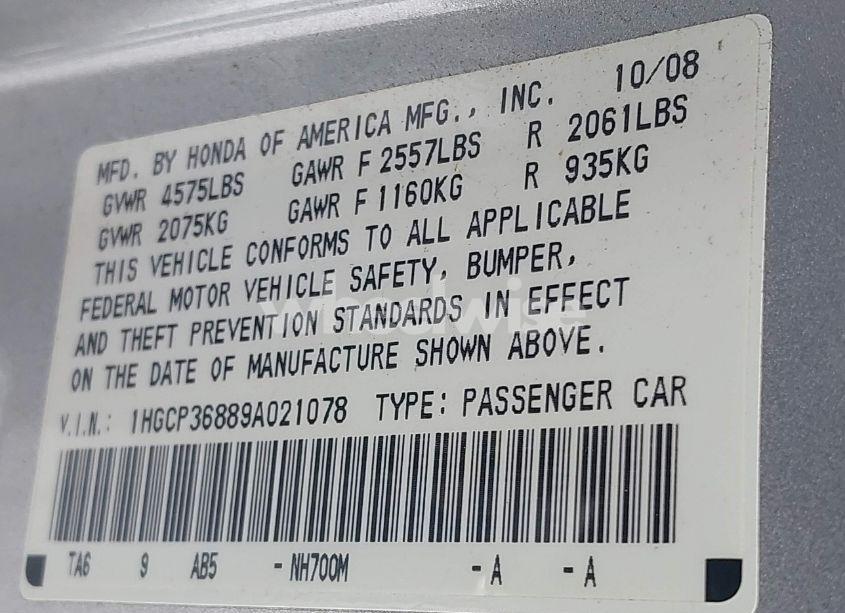 MFD. BY HONDA OF AMERICA MFG., INC. 10/08
GVWR 4575LBS GAWR F 2557LBS R 2061LBS
GVWR 2075KG GAWR F 1160KG R 935KG
THIS VEHICLE CONFORMS TO ALL APPLICABLE
FEDERAL MOTOR VEHICLE SAFETY, BUMPER,
AND THEFT PREVENTION STANDARDS IN EFFECT
ON THE DATE OF MANUFACTURE SHOWN ABOVE.
V.I.N.: 1HGCP36889A021078 TYPE: PASSENGER CAR
TA6 9 AB5 - NH700M - A - A
wheelwise